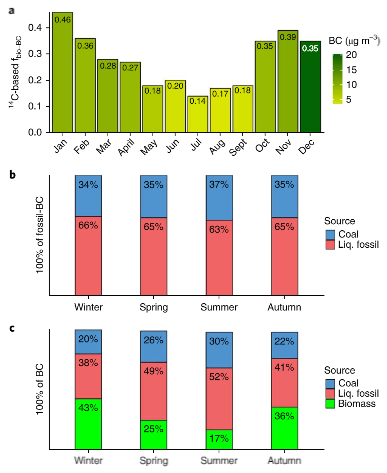 a
¹⁴C-based f_bio-BC
0.4
0.3
0.2
0.1
0.0
0.46
0.36
0.28
0.27
0.18
0.20
0.14
0.17
0.18
0.35
0.39
0.35
Jan
Feb
Mar
April
May
Jun
Jul
Aug
Sept
Oct
Nov
Dec
BC (µg m⁻³)
20
15
10
5
b
100% of fossil-BC
34% 35% 37% 35%
66% 65% 63% 65%
Winter Spring Summer Autumn
Source
Coal
Liq. fossil
c
100% of BC
20% 26% 30% 22%
38% 49% 52% 41%
43% 25% 17% 36%
Winter Spring Summer Autumn
Source
Coal
Liq. fossil
Biomass